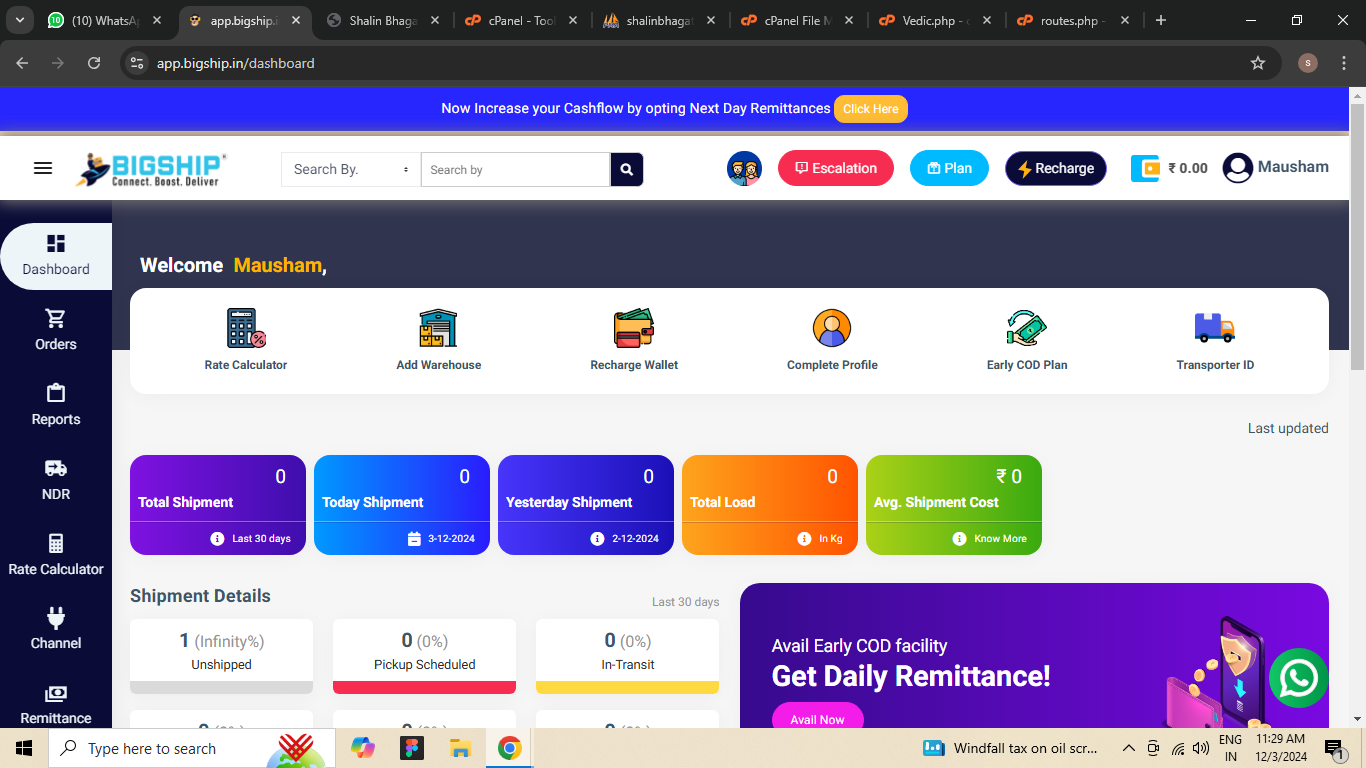 (10) WhatsA
app.bigship.i
Shalin Bhaga
cPanel - Tool
shalinbhagat
cPanel File M
Vedic.php - c
routes.php -
app.bigship.in/dashboard
S
Now Increase your Cashflow by opting Next Day Remittances Click Here
BIGSHIP
Connect. Boost. Deliver
Search By.
Search by
Escalation
Plan
Recharge
₹ 0.00
Mausham
Dashboard
Orders
Reports
NDR
Rate Calculator
Channel
Remittance
Welcome Mausham,
Rate Calculator
Add Warehouse
Recharge Wallet
Complete Profile
Early COD Plan
Transporter ID
Last updated
0
Total Shipment
Last 30 days
0
Today Shipment
3-12-2024
0
Yesterday Shipment
2-12-2024
0
Total Load
In Kg
₹ 0
Avg. Shipment Cost
Know More
Shipment Details
Last 30 days
1 (Infinity%)
Unshipped
0 (0%)
Pickup Scheduled
0 (0%)
In-Transit
Avail Early COD facility
Get Daily Remittance!
Avail Now
Type here to search
Windfall tax on oil scr...
ENG
IN
11:29 AM
12/3/2024
1